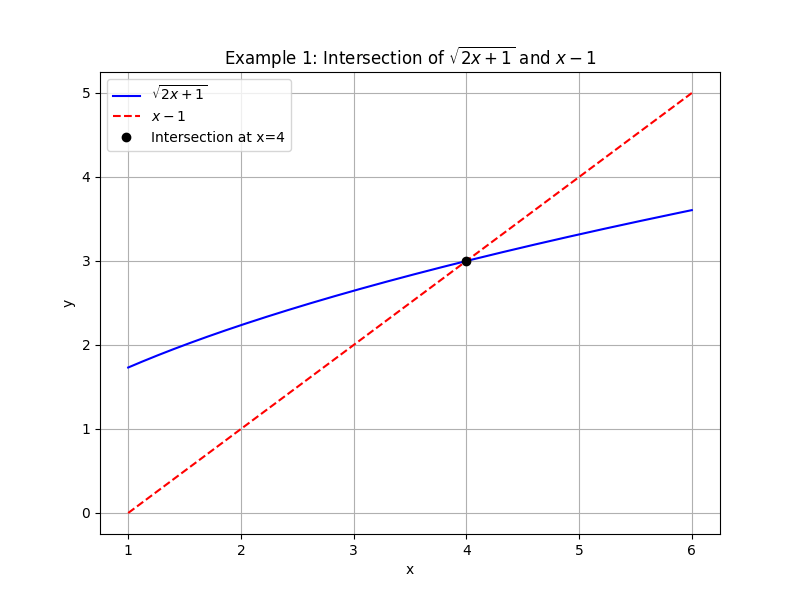 Example 1: Intersection of √2x + 1 and x − 1
√2x + 1
x − 1
Intersection at x=4
5
4
3
2
1
0
y
1 2 3 4 5 6
x